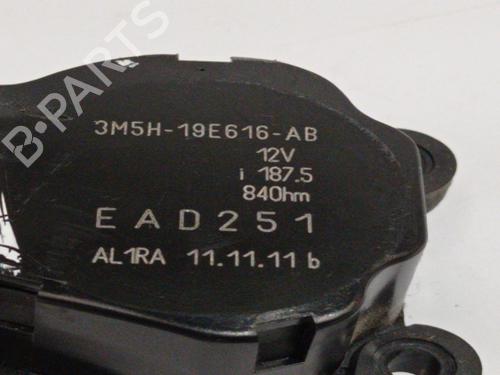 B-PARTS
3M5H-19E616-AB
12V
i 187.5
840hm
EAD251
AL1RA 11.11.11 b